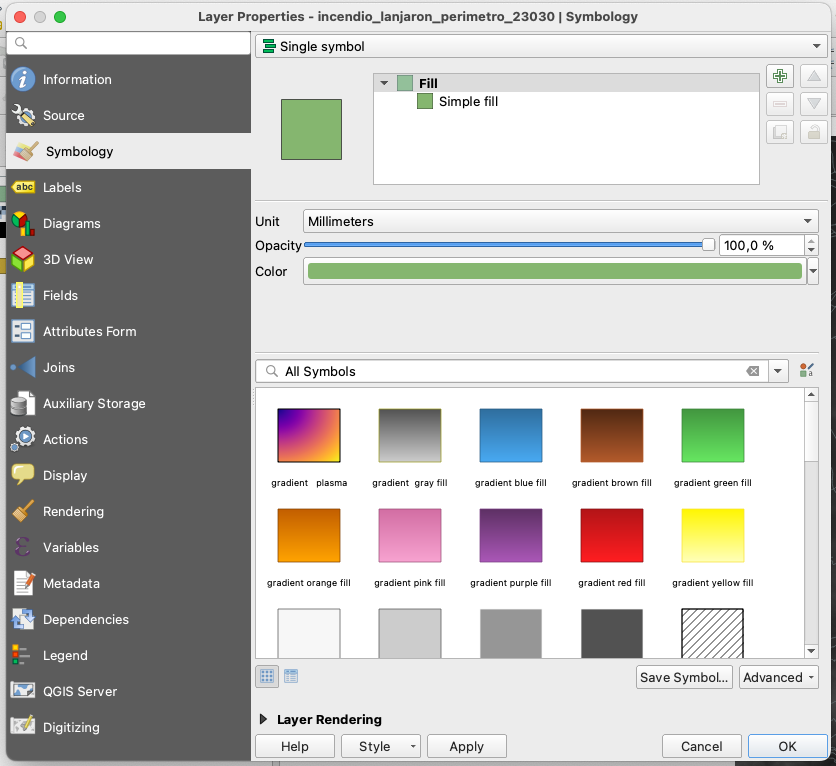 Layer Properties - incendio_lanjaron_perimetro_23030 | Symbology
Information
Source
Symbology
abc Labels
Diagrams
3D View
Fields
Attributes Form
Joins
Auxiliary Storage
Actions
Display
Rendering
Variables
Metadata
Dependencies
Legend
QGIS Server
Digitizing
Single symbol
Fill
Simple fill
Unit Millimeters
Opacity 100,0 %
Color
All Symbols
gradient plasma gradient gray fill gradient blue fill gradient brown fill gradient green fill
gradient orange fill gradient pink fill gradient purple fill gradient red fill gradient yellow fill
Save Symbol... Advanced
Layer Rendering
Help Style Apply Cancel OK